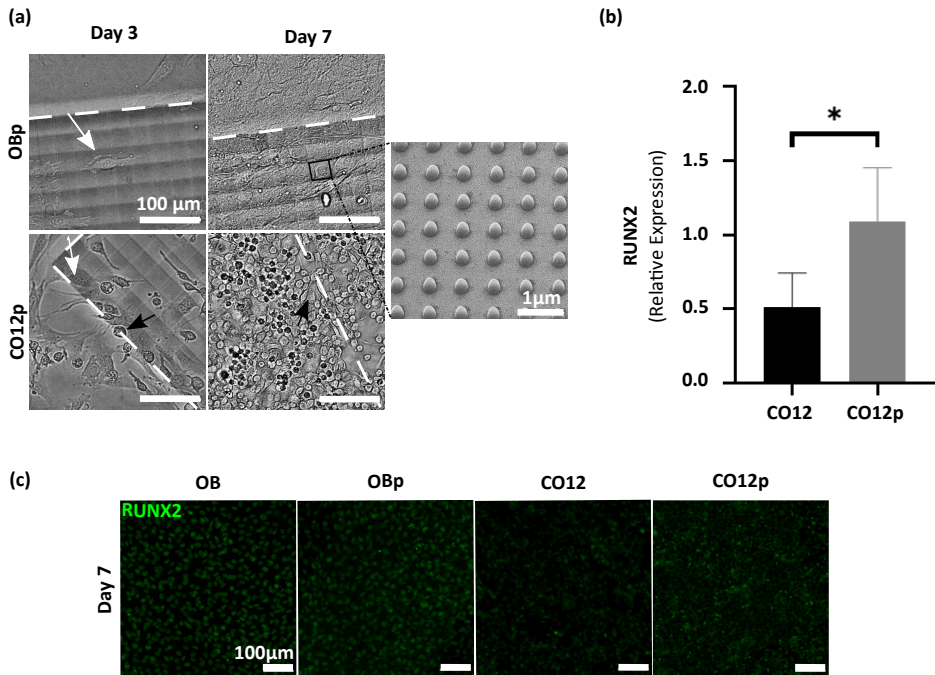 (a)
Day 3
Day 7
OBp
100 µm
CO12p
1µm
(b)
RUNX2
(Relative Expression)
2.0
1.5
1.0
0.5
0.0
*
CO12
CO12p
(c)
OB
OBp
CO12
CO12p
Day 7
RUNX2
100µm